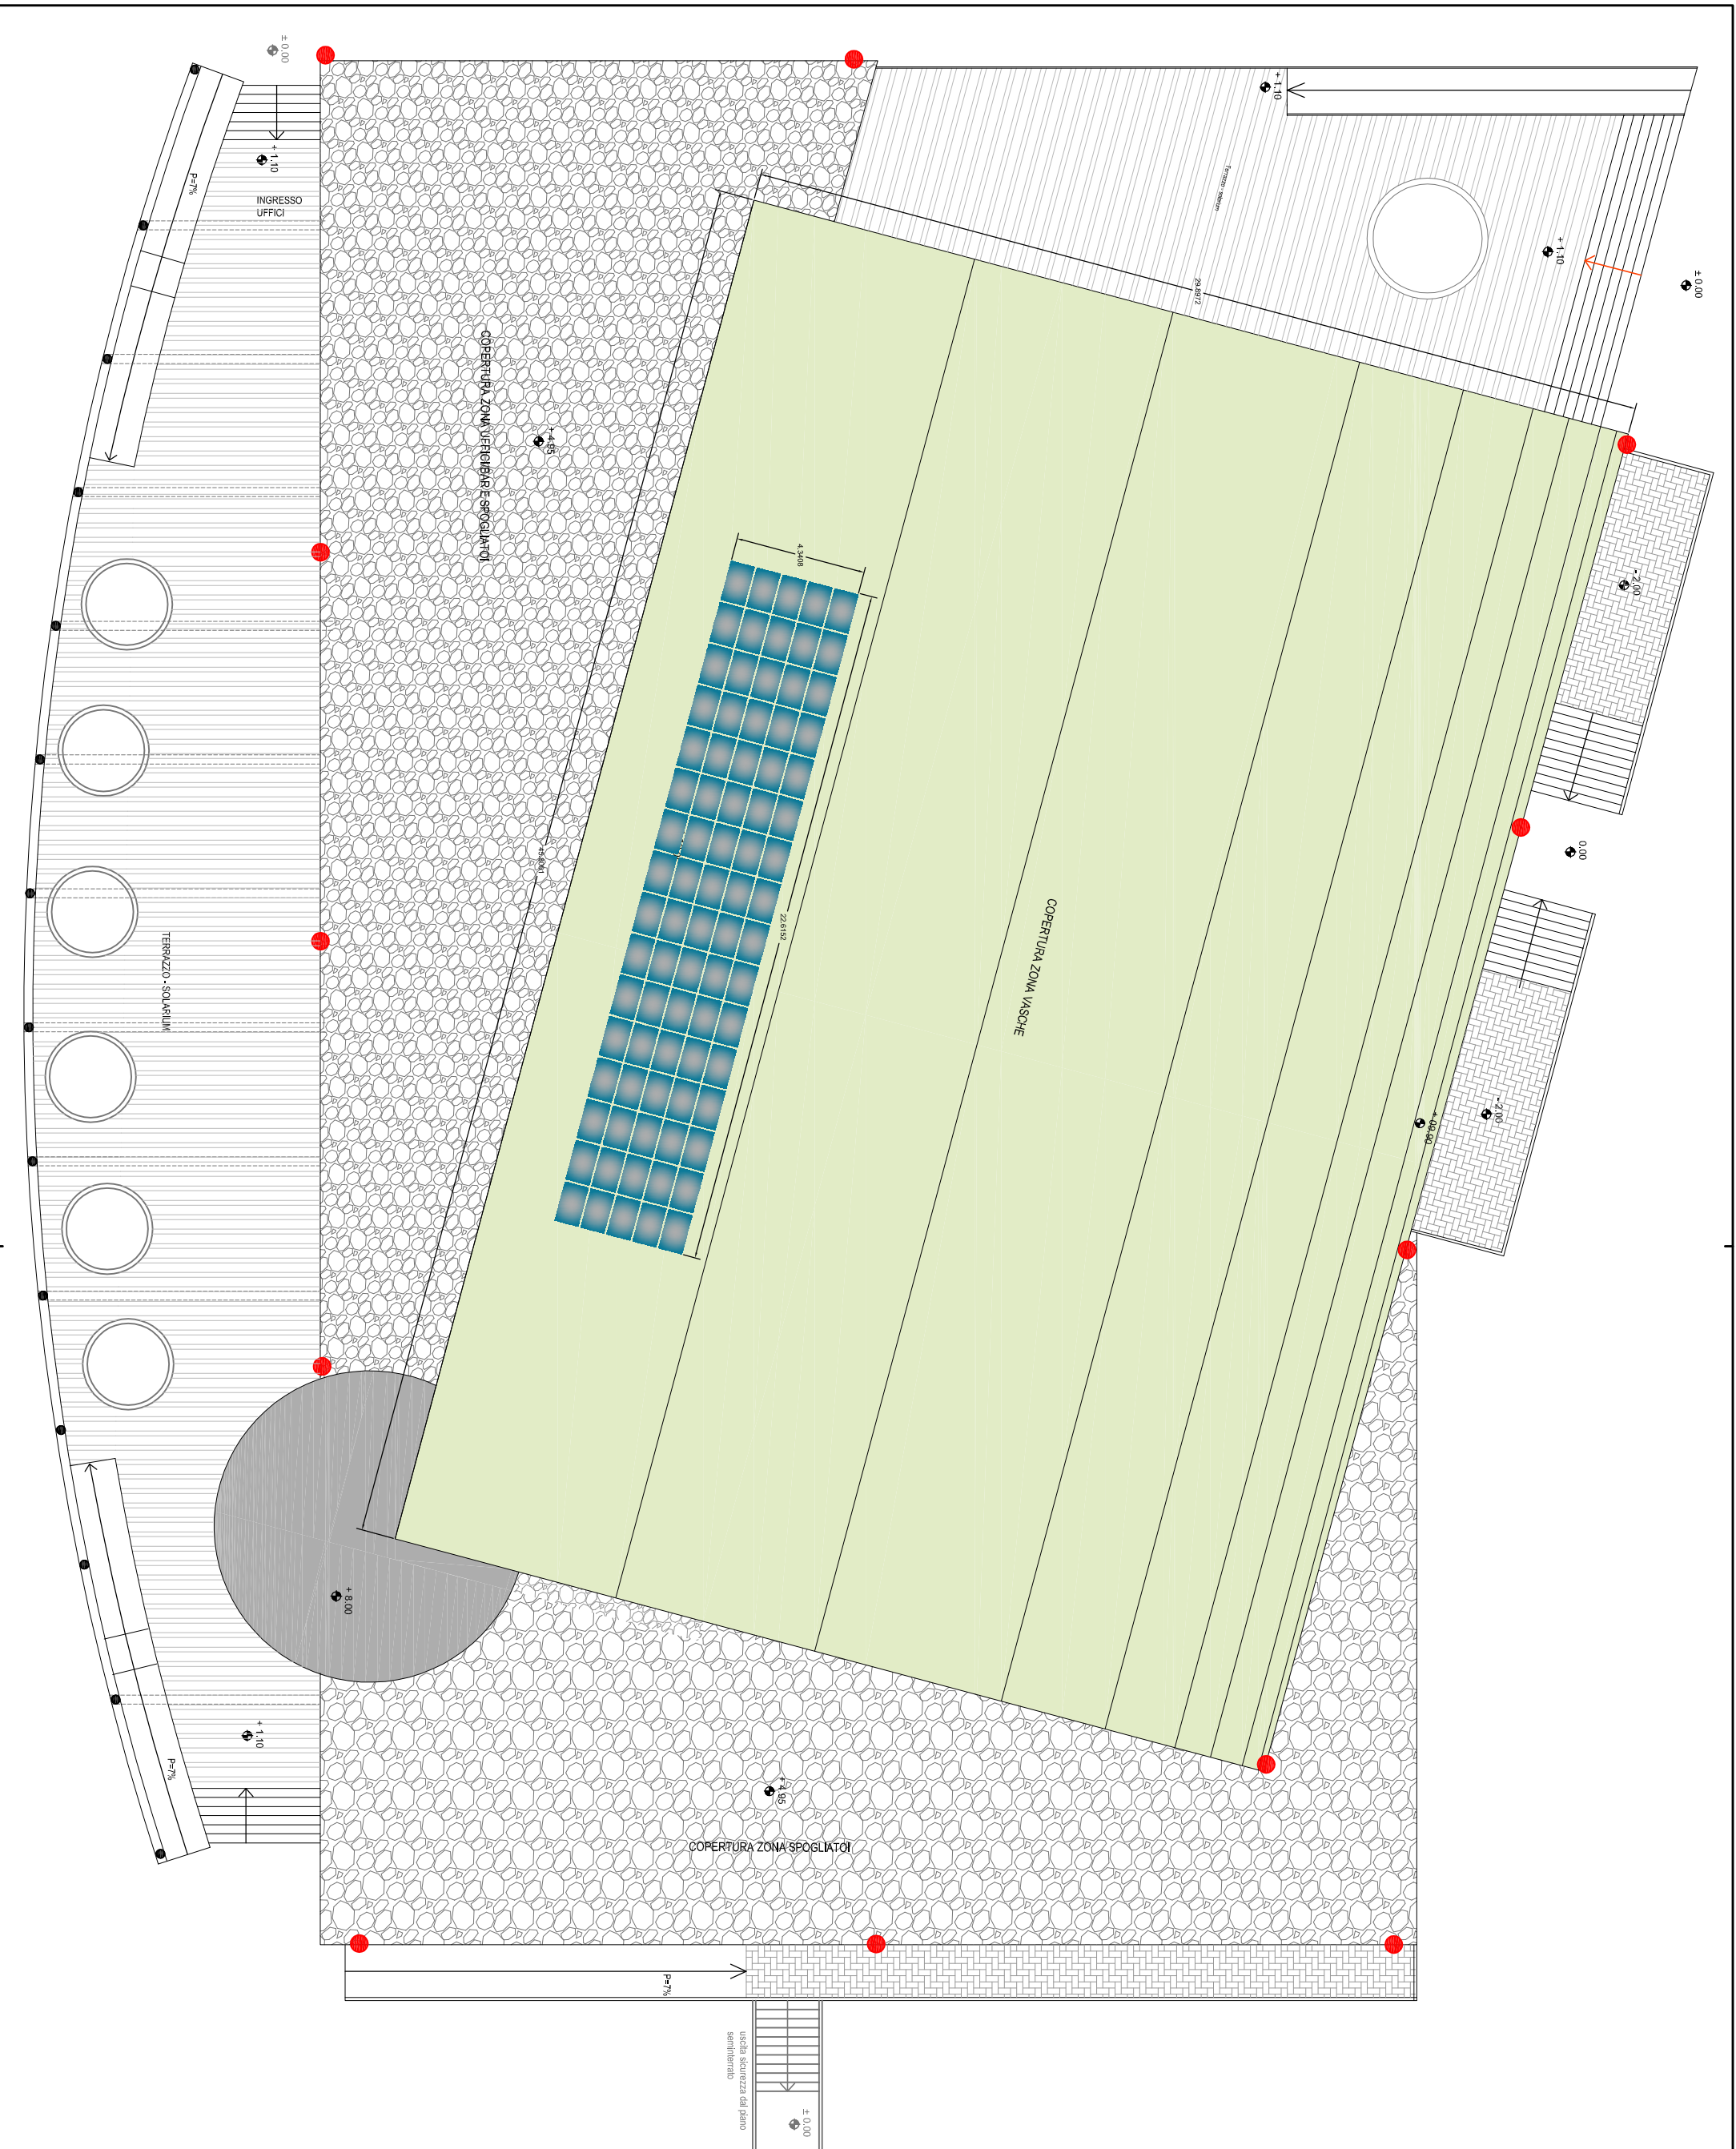 ± 0.00
+ 1.10
P=7%
INGRESSO
UFFICI
+ 1.10
Terrazzo - solarium
+ 1.10
± 0.00
29.8972
COPERTURA ZONA UFFICI/BAR E SPOGLIATOI
+ 4.95
4.3408
- 2.00
0.00
22.6152
COPERTURA ZONA VASCHE
TERRAZZO - SOLARIUM
- 2.00
+ 8.00
+ 1.10
P=7%
+ 4.95
COPERTURA ZONA SPOGLIATOI
P=7%
uscita sicurezza dal piano
seminterrato
± 0.00